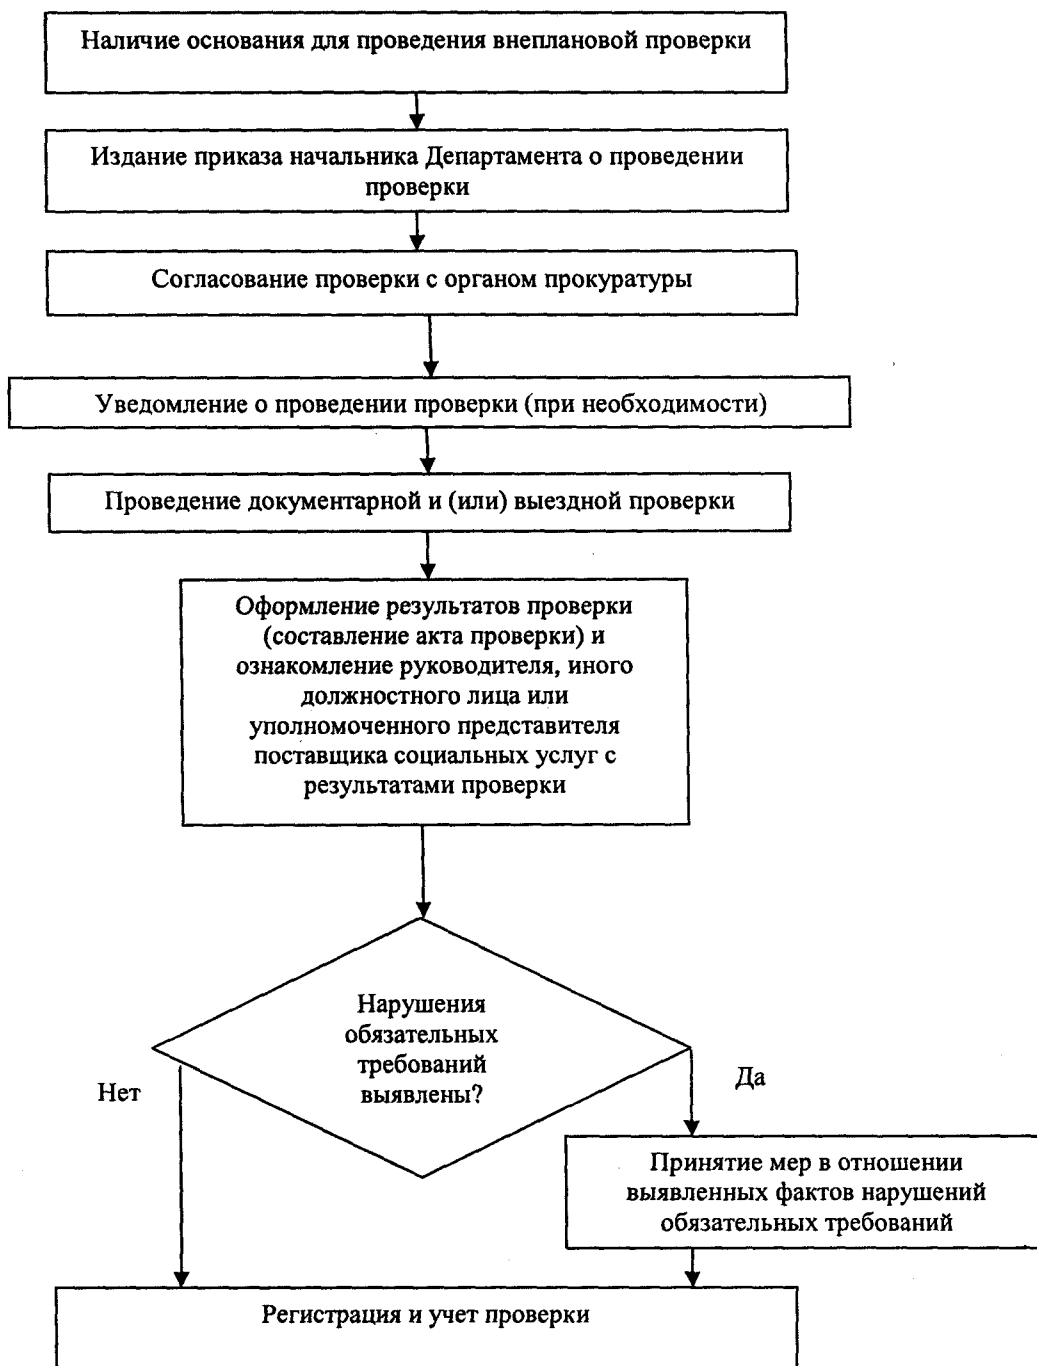 Наличие основания для проведения внеплановой проверки
Издание приказа начальника Департамента о проведении
проверки
Согласование проверки с органом прокуратуры
Уведомление о проведении проверки (при необходимости)
Проведение документарной и (или) выездной проверки
Оформление результатов проверки
(составление акта проверки) и
ознакомление руководителя, иного
должностного лица или
уполномоченного представителя
поставщика социальных услуг с
результатами проверки
Нарушения
обязательных
требований
выявлены?
Нет
Да
Принятие мер в отношении
выявленных фактов нарушений
обязательных требований
Регистрация и учет проверки